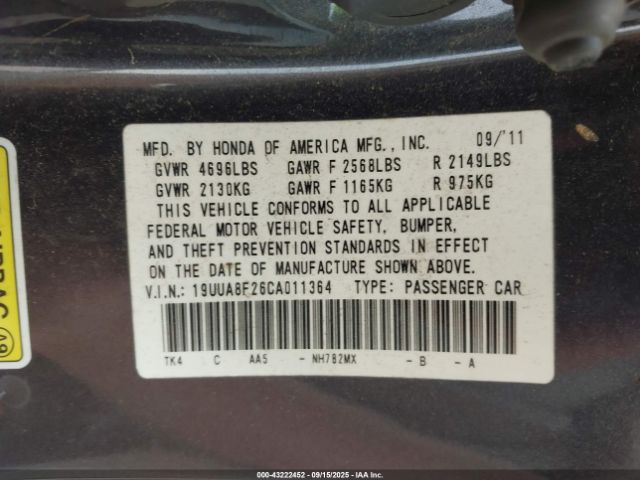 MFD. BY HONDA OF AMERICA MFG., INC. 09/'11
GVWR 4696LBS GAWR F 2568LBS R 2149LBS
GVWR 2130KG GAWR F 1165KG R 975KG
THIS VEHICLE CONFORMS TO ALL APPLICABLE
FEDERAL MOTOR VEHICLE SAFETY, BUMPER,
AND THEFT PREVENTION STANDARDS IN EFFECT
ON THE DATE OF MANUFACTURE SHOWN ABOVE.
V.I.N.: 19UUA8F26CA011364 TYPE: PASSENGER CAR
TK4 C AA5 - NH782MX - B - A
A9
000-43222452 - 09/15/2025 - IAA Inc.